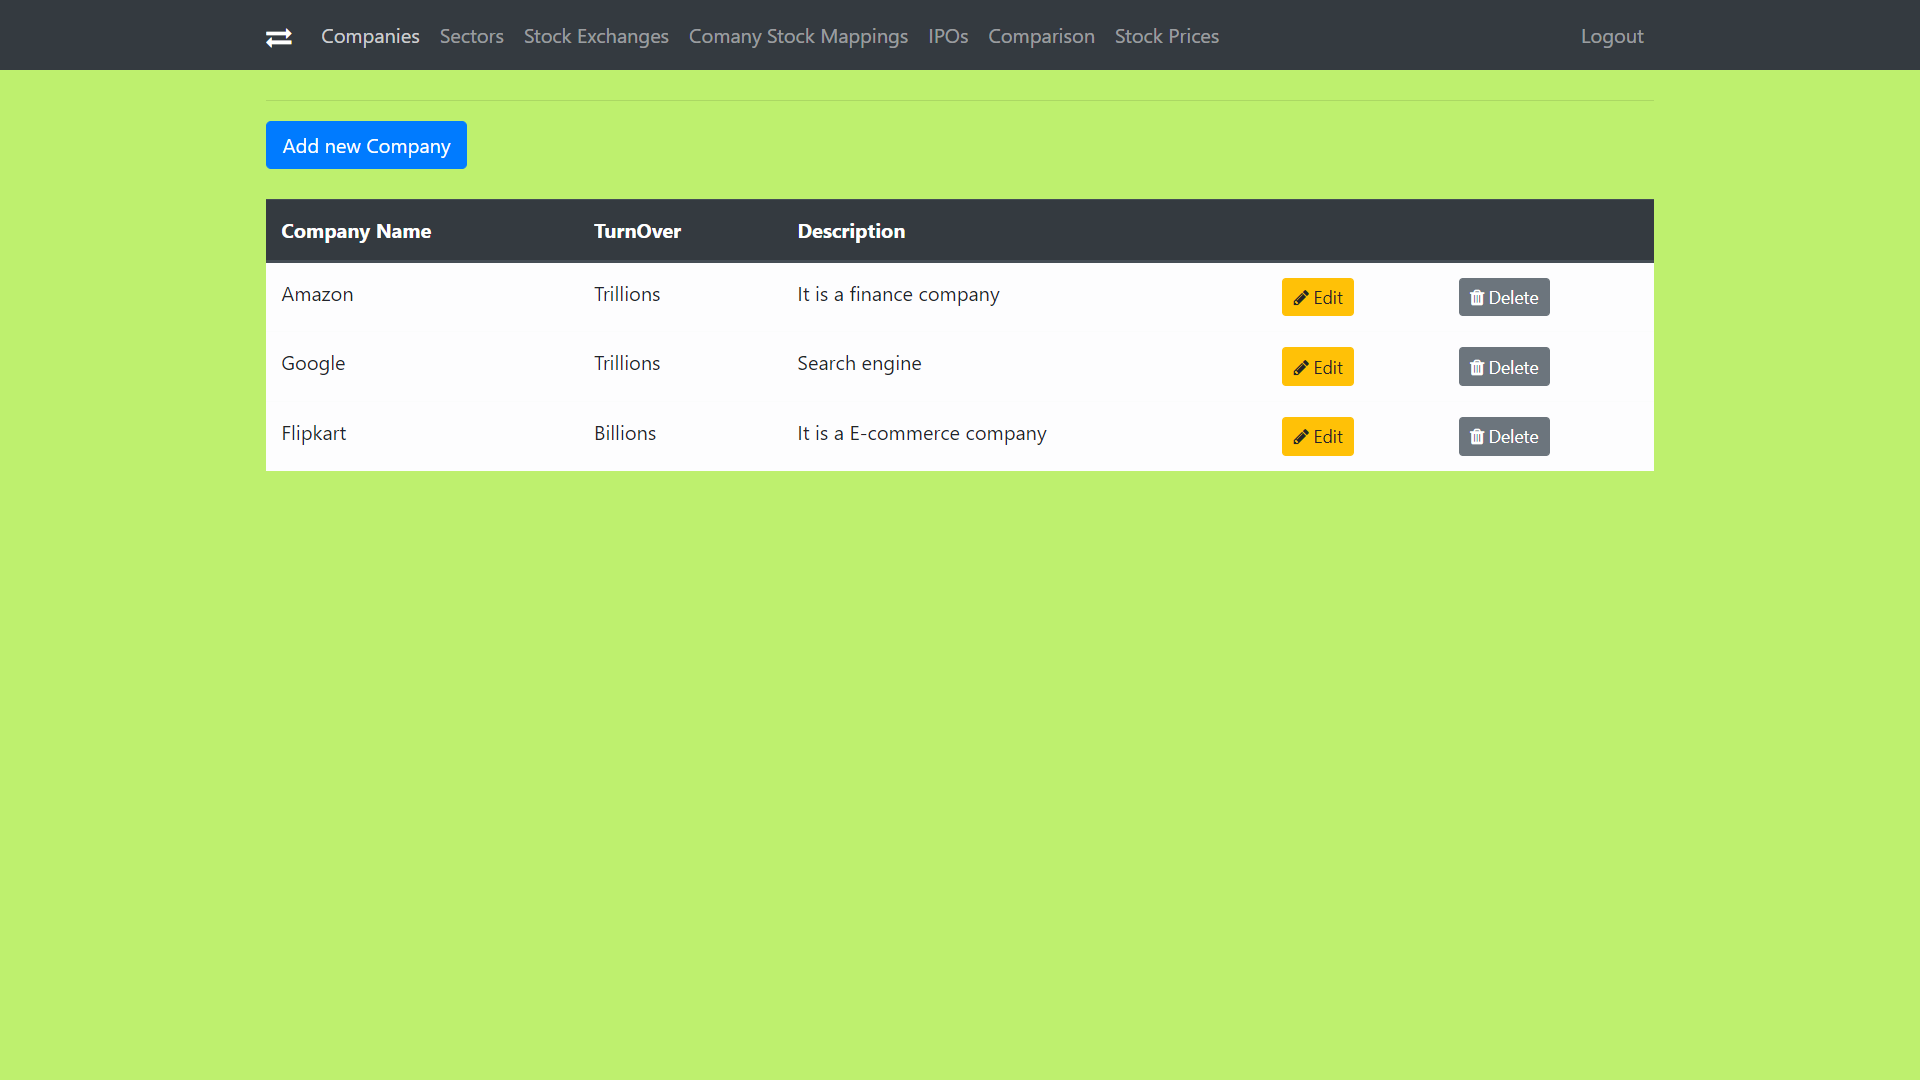 Companies Sectors Stock Exchanges Comany Stock Mappings IPOs Comparison Stock Prices Logout
Add new Company
Company Name TurnOver Description
Amazon Trillions It is a finance company Edit Delete
Google Trillions Search engine Edit Delete
Flipkart Billions It is a E-commerce company Edit Delete